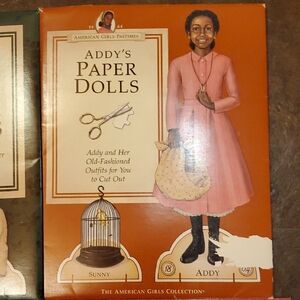 AMERICAN GIRLS PASTIMES
ADDY'S
PAPER
DOLLS
Addy and Her
Old-Fashioned
Outfits for You
to Cut Out
SUNNY
ADDY
THE AMERICAN GIRLS COLLECTION®